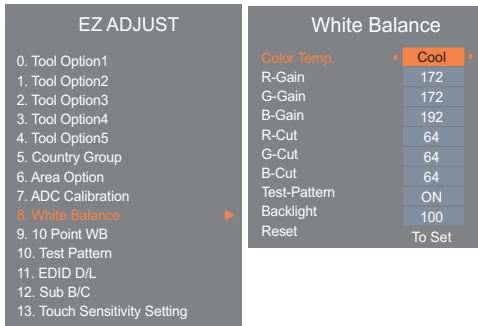 EZ ADJUST
0. Tool Option1
1. Tool Option2
2. Tool Option3
3. Tool Option4
4. Tool Option5
5. Country Group
6. Area Option
7. ADC Calibration
8. White Balance
9. 10 Point WB
10. Test Pattern
11. EDID D/L
12. Sub B/C
13. Touch Sensitivity Setting
White Balance
Color Temp. Cool
R-Gain 172
G-Gain 172
B-Gain 192
R-Cut 64
G-Cut 64
B-Cut 64
Test-Pattern ON
Backlight 100
Reset To Set